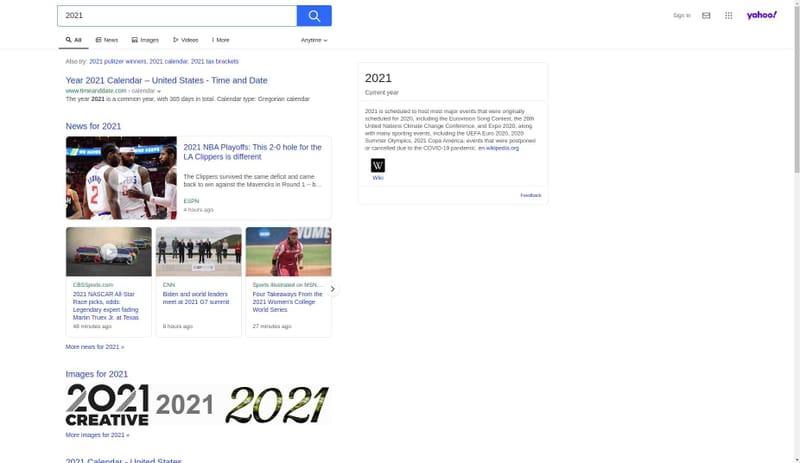 2021
Sign in
yahoo!
All
News
Images
Videos
More
Anytime
Also try: 2021 pulitzer winners, 2021 calendar, 2021 tax brackets
Year 2021 Calendar – United States - Time and Date
www.timeanddate.com › calendar
The year 2021 is a common year, with 365 days in total. Calendar type: Gregorian calendar
News for 2021
2021 NBA Playoffs: This 2-0 hole for the
LA Clippers is different
The Clippers survived the same deficit and came
back to win against the Mavericks in Round 1 – b...
ESPN
4 hours ago
CBSSports.com
2021 NASCAR All-Star
Race picks, odds:
Legendary expert fading
Martin Truex Jr. at Texas
48 minutes ago
CNN
Biden and world leaders
meet at 2021 G7 summit
8 hours ago
Sports Illustrated on MSN...
Four Takeaways From the
2021 Women's College
World Series
27 minutes ago
More news for 2021 »
Images for 2021
2021
CREATIVE
2021
2021
More images for 2021 »
2021 Calendar - United States
2021
Current year
2021 is scheduled to host most major events that were originally
scheduled for 2020, including the Eurovision Song Contest, the 26th
United Nations Climate Change Conference, and Expo 2020, along
with many sporting events, including the UEFA Euro 2020, 2020
Summer Olympics, 2021 Copa América; events that were postponed
or cancelled due to the COVID-19 pandemic. en.wikipedia.org
W
Wiki
Feedback